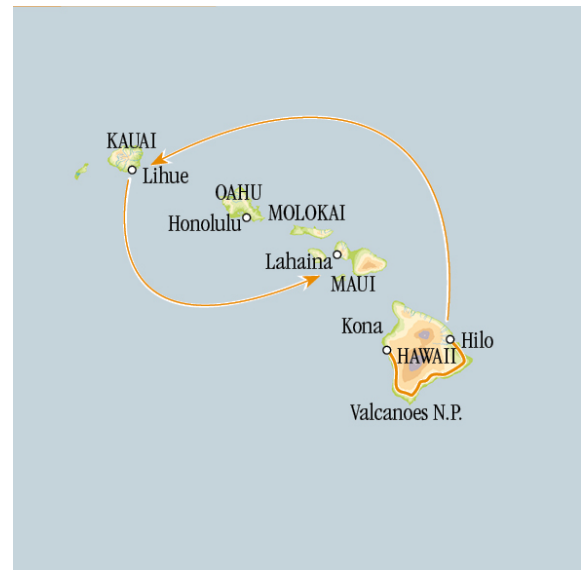 KAUAI
Lihue
OAHU
Honolulu
MOLOKAI
Lahaina
MAUI
Kona
Hilo
HAWAII
Valcanoes N.P.